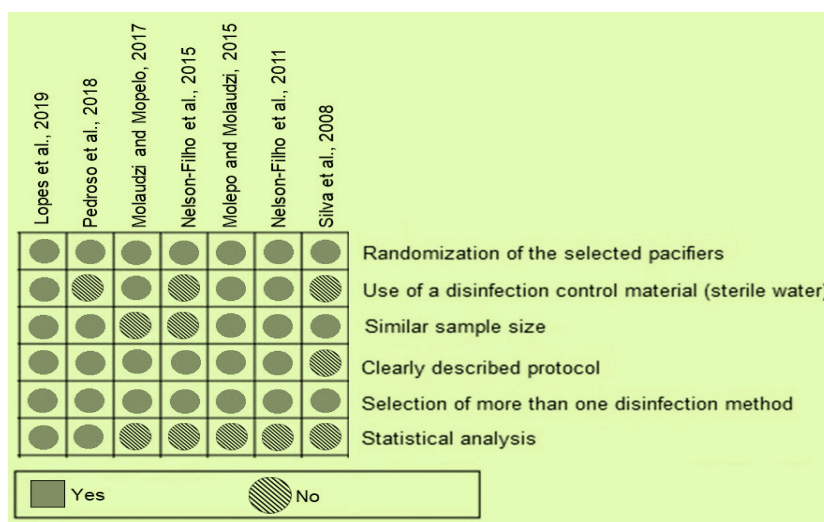 Lopes et al., 2019
Pedroso et al., 2018
Molaudzi and Mopelo, 2017
Nelson-Filho et al., 2015
Molepo and Molaudzi, 2015
Nelson-Filho et al., 2011
Silva et al., 2008
Randomization of the selected pacifiers
Use of a disinfection control material (sterile water)
Similar sample size
Clearly described protocol
Selection of more than one disinfection method
Statistical analysis
Yes
No